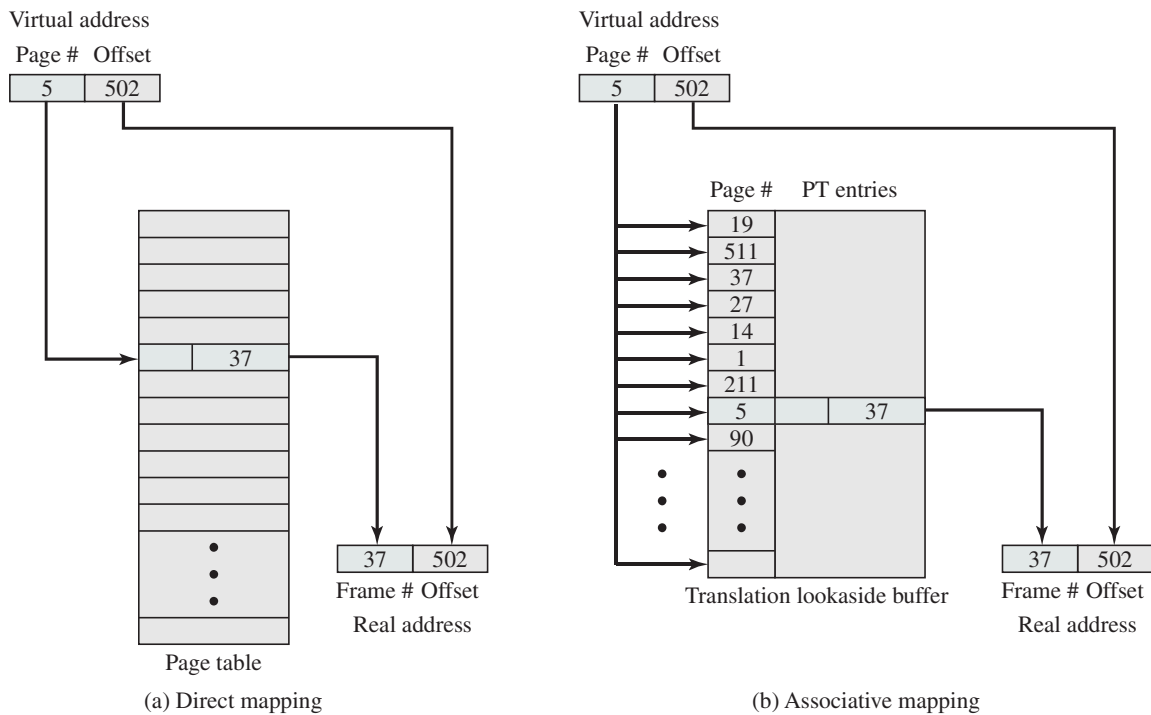 Virtual address
Page # Offset
5 502
37
37 502
Frame # Offset
Real address
Page table
(a) Direct mapping
Virtual address
Page # Offset
5 502
Page # PT entries
19
511
37
27
14
1
211
5 37
90
Translation lookaside buffer
37 502
Frame # Offset
Real address
(b) Associative mapping